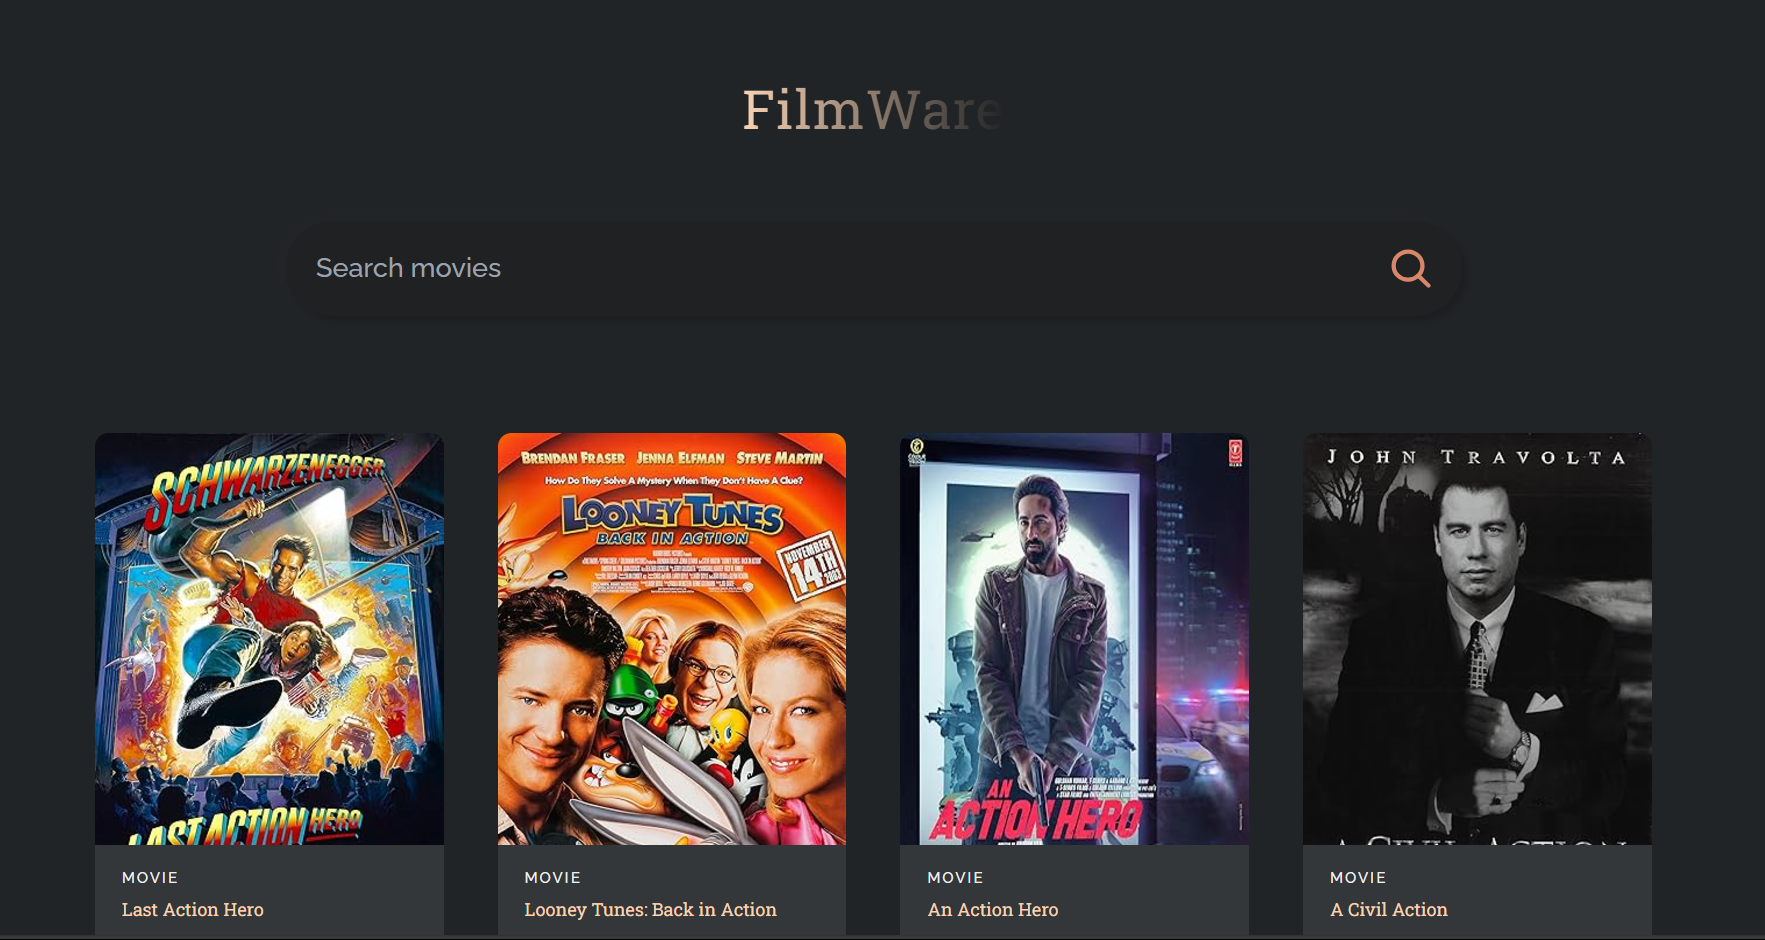 FilmWare
Search movies
SCHWARZENEGGER
LAST ACTION HERO
MOVIE
Last Action Hero
BRENDAN FRASER JENNA ELFMAN STEVE MARTIN
How Do They Solve A Mystery When They Don't Have A Clue?
LOONEY TUNES
BACK IN ACTION
NOVEMBER
14TH
2003
MOVIE
Looney Tunes: Back in Action
AN
ACTION HERO
MOVIE
An Action Hero
JOHN TRAVOLTA
A CIVIL ACTION
MOVIE
A Civil Action